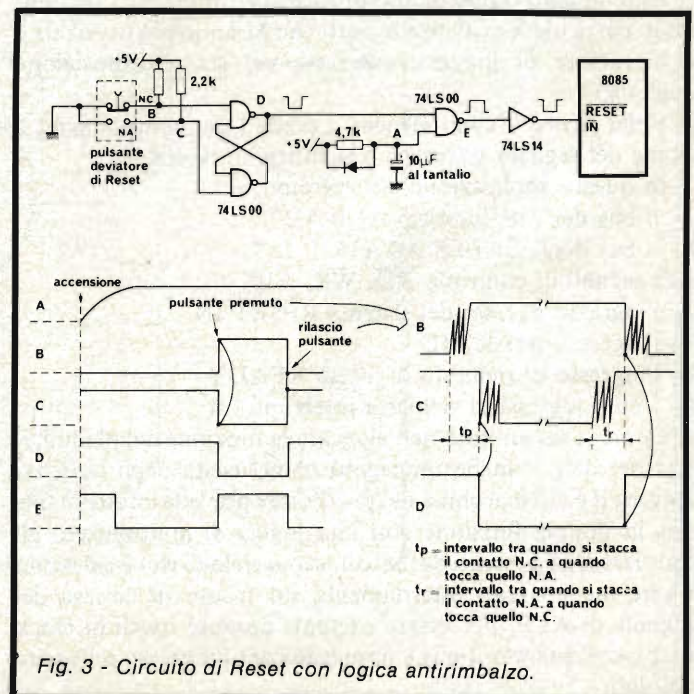 +5V
2,2k
NC
B
NA
C
D
pulsante
deviatore
di Reset
74LS00
4,7k
+5V
A
10µF
al tantalio
74LS00
E
74LS14
8085
RESET
IN
accensione
pulsante premuto
rilascio
pulsante
A
B
C
D
E
B
C
tp
tr
D
tp = intervallo tra quando si stacca
il contatto N.C. a quando
tocca quello N.A.
tr = intervallo tra quando si stacca
il contatto N.A. a quando
tocca quello N.C.
Fig. 3 - Circuito di Reset con logica antirimbalzo.